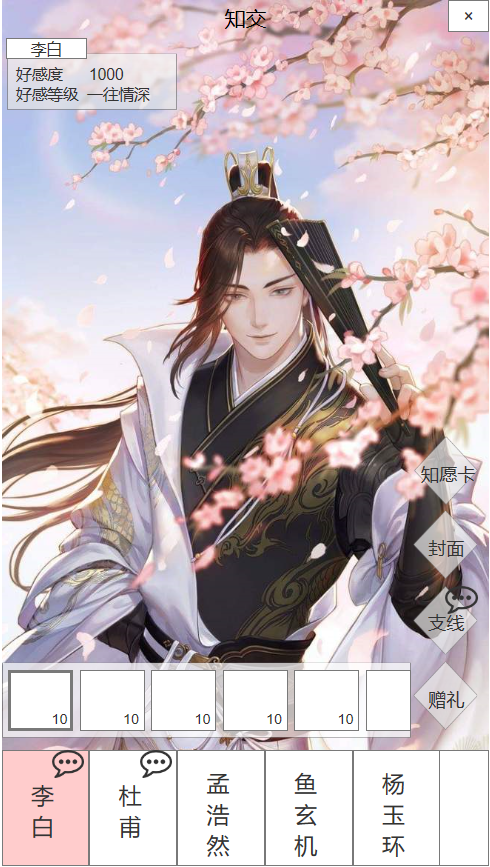 知交
×
李白
好感度 1000
好感等级 一往情深
知愿卡
封面
支线
赠礼
10
10
10
10
10
李白
杜甫
孟浩然
鱼玄机
杨玉环